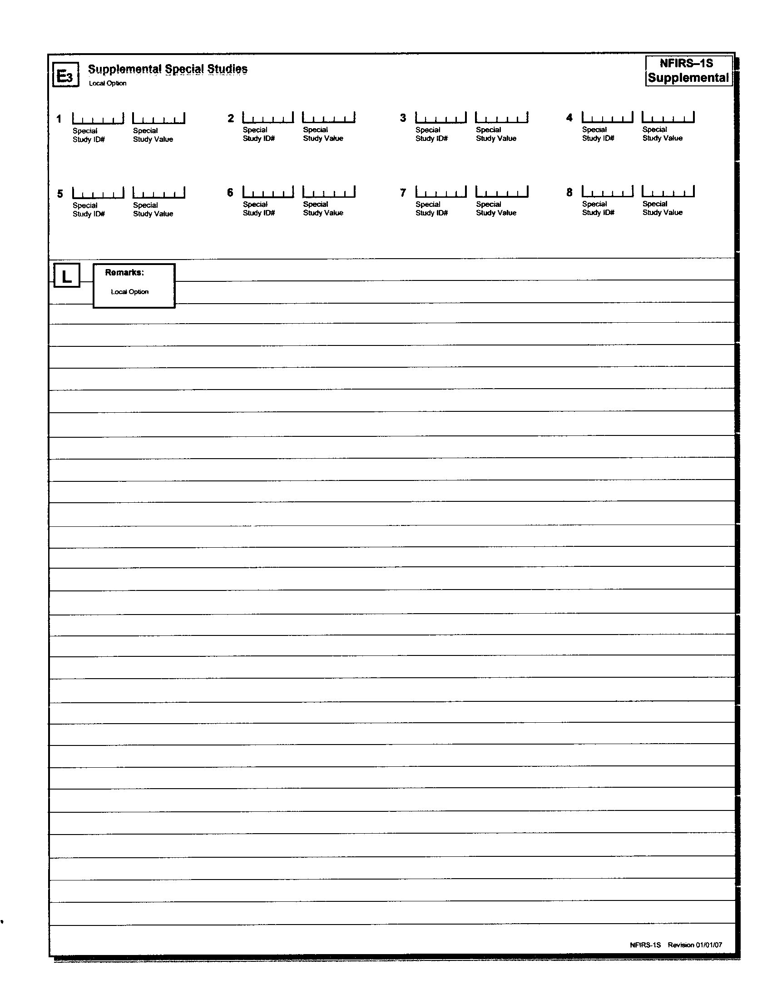 E3
Supplemental Special Studies
Local Option
NFIRS–1S
Supplemental
1
Special
Study ID#
Special
Study Value
2
Special
Study ID#
Special
Study Value
3
Special
Study ID#
Special
Study Value
4
Special
Study ID#
Special
Study Value
5
Special
Study ID#
Special
Study Value
6
Special
Study ID#
Special
Study Value
7
Special
Study ID#
Special
Study Value
8
Special
Study ID#
Special
Study Value
L
Remarks:
Local Option
NFIRS-1S Revision 01/01/07